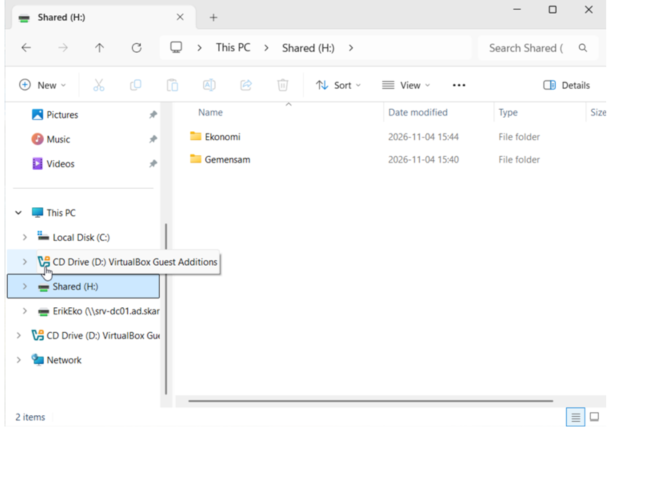 Shared (H:)
This PC > Shared (H:) >
Search Shared (
New
Sort
View
Details
Name
Date modified
Type
Size
Pictures
Music
Videos
Ekonomi 2026-11-04 15:44 File folder
Gemensam 2026-11-04 15:40 File folder
This PC
Local Disk (C:)
CD Drive (D:) VirtualBox Guest Additions
Shared (H:)
ErikEko (\\srv-dc01.ad.skar
CD Drive (D:) VirtualBox Gue
Network
2 items